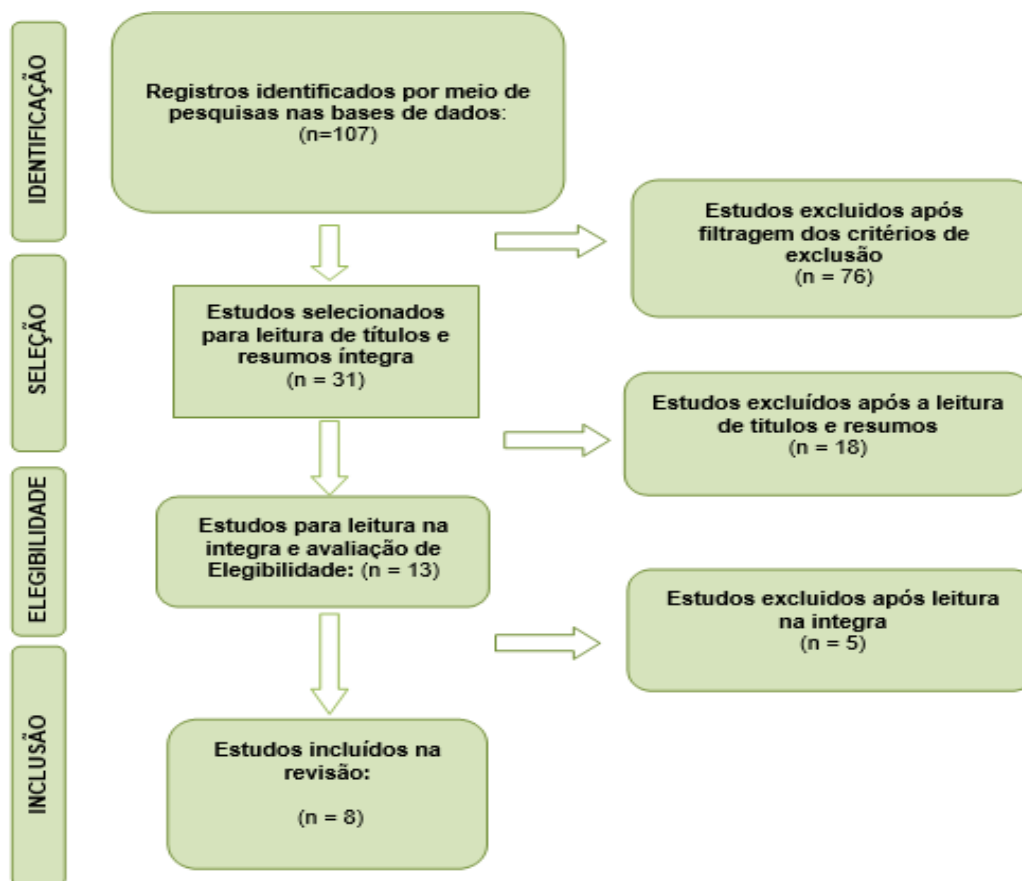 IDENTIFICAÇÃO
Registros identificados por meio de
pesquisas nas bases de dados:
(n=107)
Estudos excluidos após
filtragem dos critérios de
exclusão
(n = 76)
SELEÇÃO
Estudos selecionados
para leitura de títulos e
resumos íntegra
(n = 31)
Estudos excluídos após a leitura
de titulos e resumos
(n = 18)
ELEGIBILIDADE
Estudos para leitura na
integra e avaliação de
Elegibilidade: (n = 13)
Estudos excluidos após leitura
na integra
(n = 5)
INCLUSÃO
Estudos incluídos na
revisão:
(n = 8)